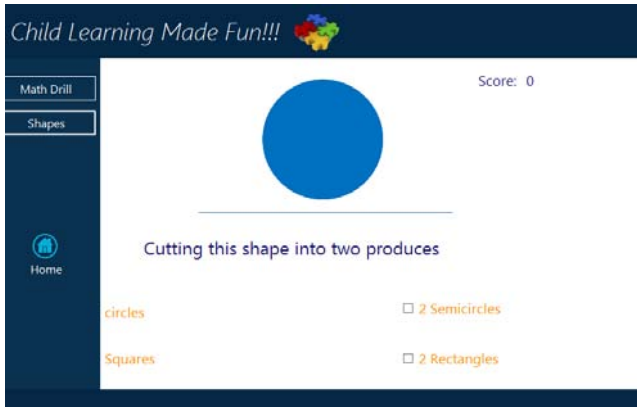 Child Learning Made Fun!!!
Math Drill
Score: 0
Shapes
Cutting this shape into two produces
Home
circles
2 Semicircles
Squares
2 Rectangles